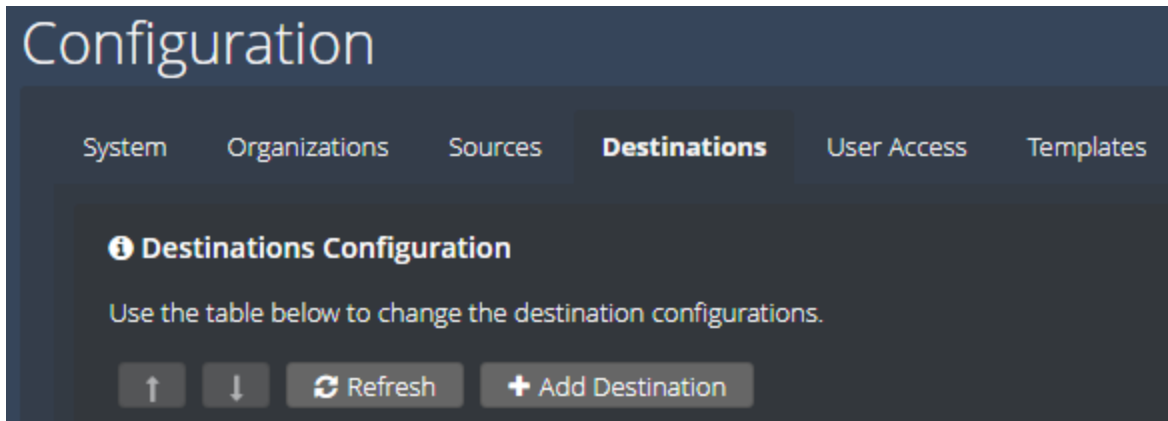 Configuration
System Organizations Sources Destinations User Access Templates
Destinations Configuration
Use the table below to change the destination configurations.
Refresh Add Destination